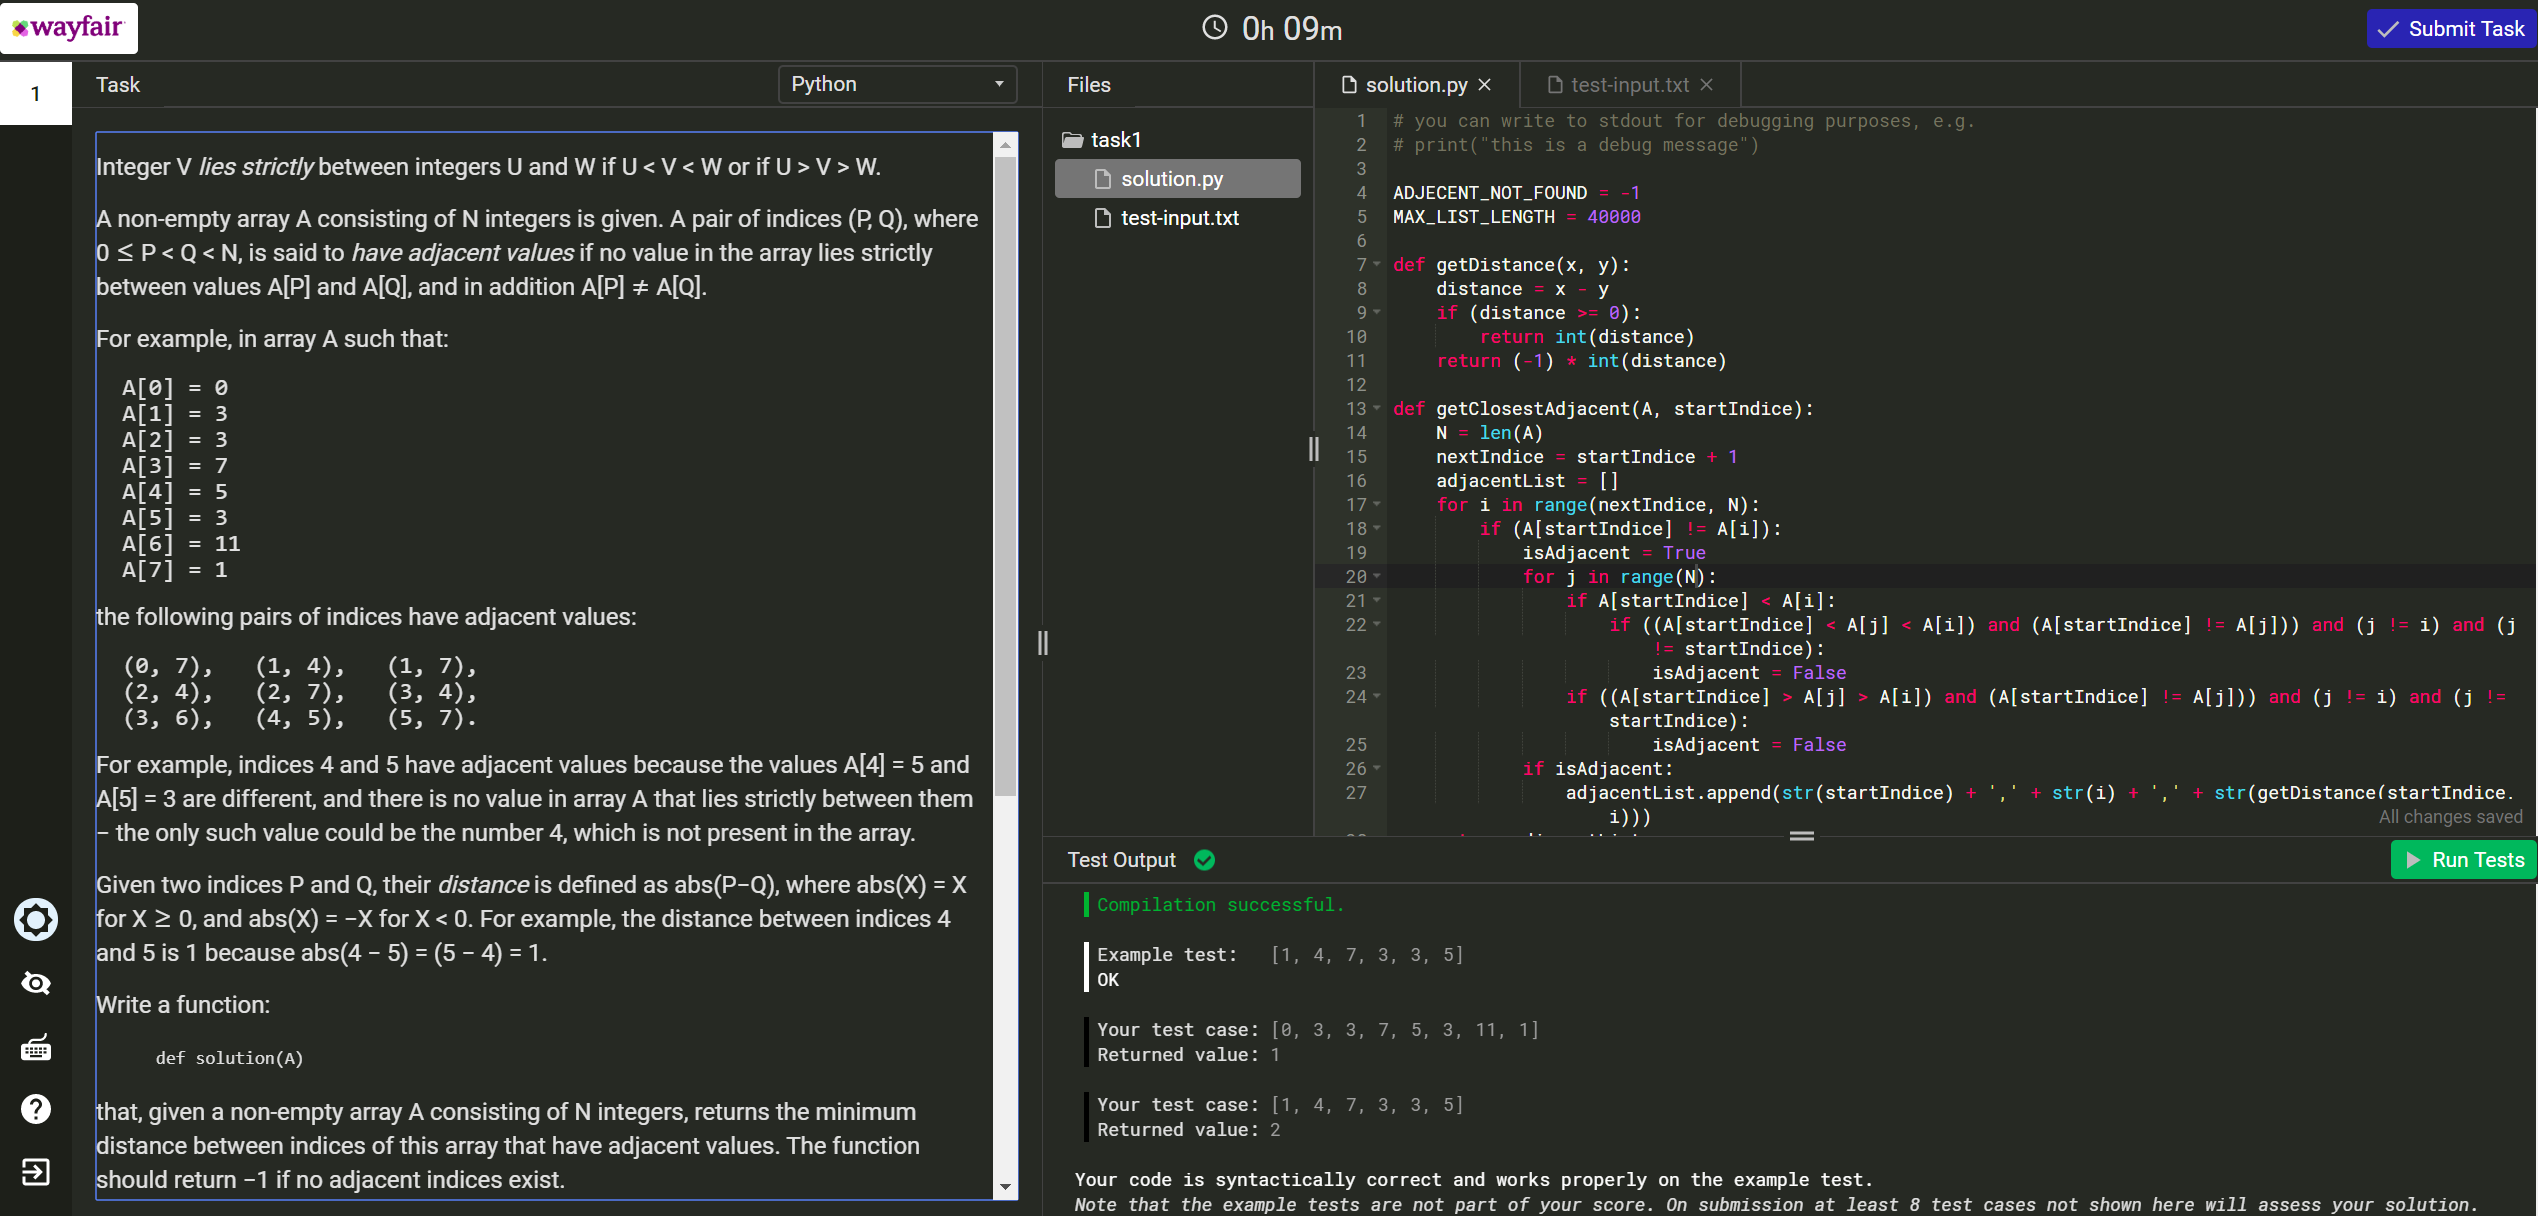 wayfair
0h 09m
Submit Task
1
Task
Python
Integer V lies strictly between integers U and W if U < V < W or if U > V > W.
A non-empty array A consisting of N integers is given. A pair of indices (P, Q), where
0 ≤ P < Q < N, is said to have adjacent values if no value in the array lies strictly
between values A[P] and A[Q], and in addition A[P] ≠ A[Q].
For example, in array A such that:
A[0] = 0
A[1] = 3
A[2] = 3
A[3] = 7
A[4] = 5
A[5] = 3
A[6] = 11
A[7] = 1
the following pairs of indices have adjacent values:
(0, 7), (1, 4), (1, 7),
(2, 4), (2, 7), (3, 4),
(3, 6), (4, 5), (5, 7).
For example, indices 4 and 5 have adjacent values because the values A[4] = 5 and
A[5] = 3 are different, and there is no value in array A that lies strictly between them
− the only such value could be the number 4, which is not present in the array.
Given two indices P and Q, their distance is defined as abs(P−Q), where abs(X) = X
for X ≥ 0, and abs(X) = −X for X < 0. For example, the distance between indices 4
and 5 is 1 because abs(4 − 5) = (5 − 4) = 1.
Write a function:
def solution(A)
that, given a non-empty array A consisting of N integers, returns the minimum
distance between indices of this array that have adjacent values. The function
should return −1 if no adjacent indices exist.
Files
task1
solution.py
test-input.txt
solution.py
test-input.txt
1 # you can write to stdout for debugging purposes, e.g.
2 # print("this is a debug message")
3
4 ADJECENT_NOT_FOUND = -1
5 MAX_LIST_LENGTH = 40000
6
7 def getDistance(x, y):
8 distance = x - y
9 if (distance >= 0):
10 return int(distance)
11 return (-1) * int(distance)
12
13 def getClosestAdjacent(A, startIndice):
14 N = len(A)
15 nextIndice = startIndice + 1
16 adjacentList = []
17 for i in range(nextIndice, N):
18 if (A[startIndice] != A[i]):
19 isAdjacent = True
20 for j in range(N):
21 if A[startIndice] < A[i]:
22 if ((A[startIndice] < A[j] < A[i]) and (A[startIndice] != A[j])) and (j != i) and (j
!= startIndice):
23 isAdjacent = False
24 if ((A[startIndice] > A[j] > A[i]) and (A[startIndice] != A[j])) and (j != i) and (j !=
startIndice):
25 isAdjacent = False
26 if isAdjacent:
27 adjacentList.append(str(startIndice) + ',' + str(i) + ',' + str(getDistance(startIndice,
i)))
All changes saved
Test Output
Run Tests
Compilation successful.
Example test: [1, 4, 7, 3, 3, 5]
OK
Your test case: [0, 3, 3, 7, 5, 3, 11, 1]
Returned value: 1
Your test case: [1, 4, 7, 3, 3, 5]
Returned value: 2
Your code is syntactically correct and works properly on the example test.
Note that the example tests are not part of your score. On submission at least 8 test cases not shown here will assess your solution.